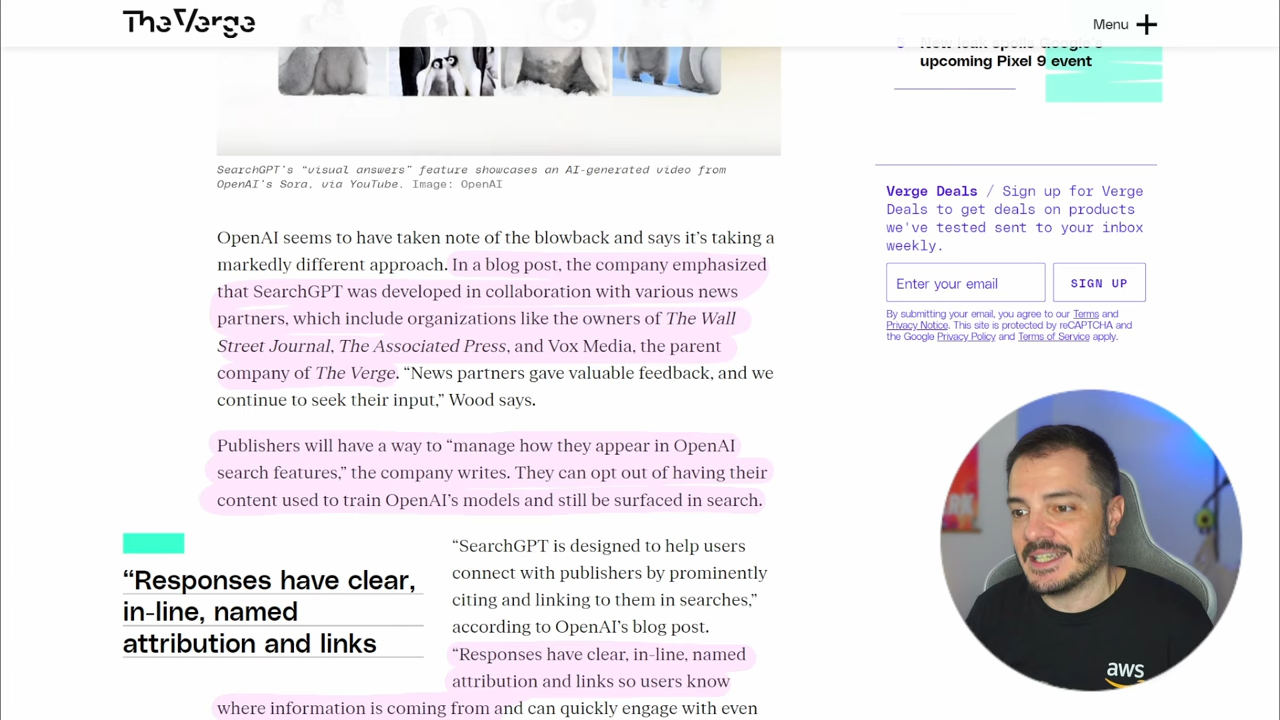 The Verge
Menu
5 New leak spells Google's
upcoming Pixel 9 event
SearchGPT's “visual answers” feature showcases an AI-generated video from
OpenAI's Sora, via YouTube. Image: OpenAI
OpenAI seems to have taken note of the blowback and says it’s taking a
markedly different approach. In a blog post, the company emphasized
that SearchGPT was developed in collaboration with various news
partners, which include organizations like the owners of The Wall
Street Journal, The Associated Press, and Vox Media, the parent
company of The Verge. “News partners gave valuable feedback, and we
continue to seek their input,” Wood says.
Publishers will have a way to “manage how they appear in OpenAI
search features,” the company writes. They can opt out of having their
content used to train OpenAI’s models and still be surfaced in search.
“Responses have clear,
in-line, named
attribution and links
“SearchGPT is designed to help users
connect with publishers by prominently
citing and linking to them in searches,”
according to OpenAI’s blog post.
“Responses have clear, in-line, named
attribution and links so users know
where information is coming from and can quickly engage with even
Verge Deals / Sign up for Verge
Deals to get deals on products
we've tested sent to your inbox
weekly.
Enter your email
SIGN UP
By submitting your email, you agree to our Terms and
Privacy Notice. This site is protected by reCAPTCHA and
the Google Privacy Policy and Terms of Service apply.
aws